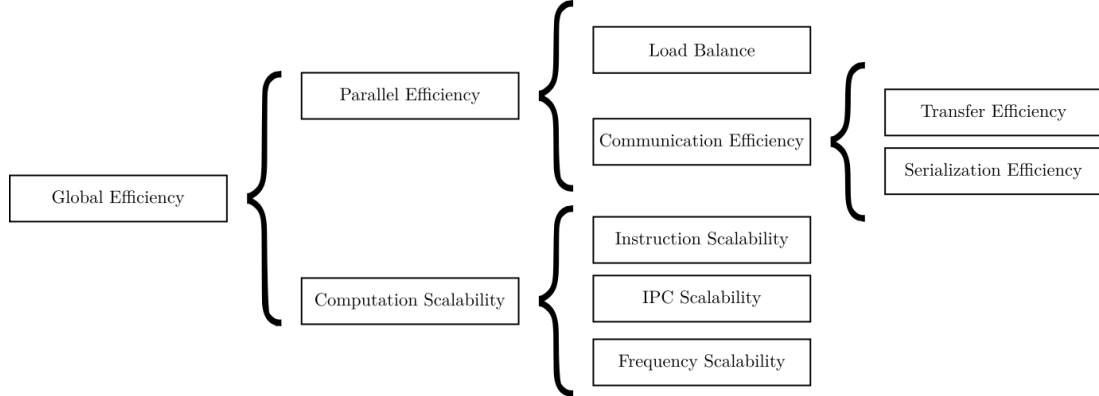 Global Efficiency
Parallel Efficiency
Load Balance
Communication Efficiency
Transfer Efficiency
Serialization Efficiency
Computation Scalability
Instruction Scalability
IPC Scalability
Frequency Scalability